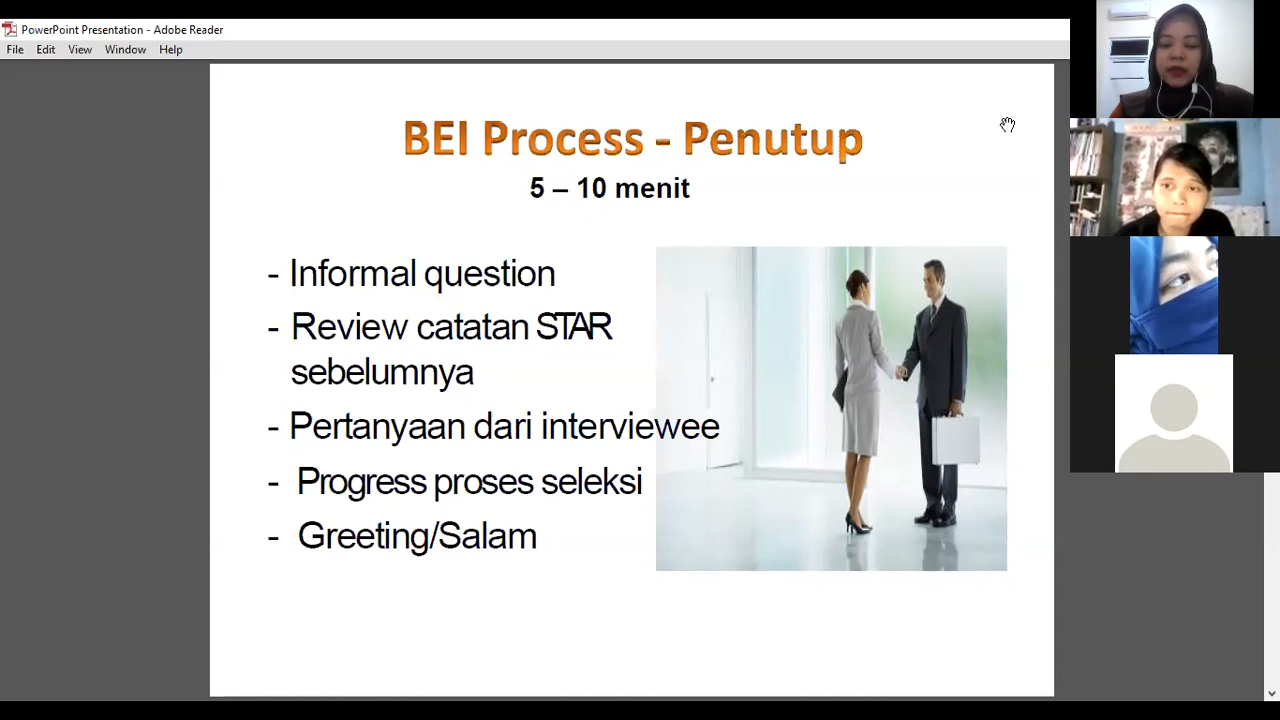 PowerPoint Presentation - Adobe Reader
File Edit View Window Help
BEI Process - Penutup
5 – 10 menit
- Informal question
- Review catatan STAR
sebelumnya
- Pertanyaan dari interviewee
- Progress proses seleksi
- Greeting/Salam